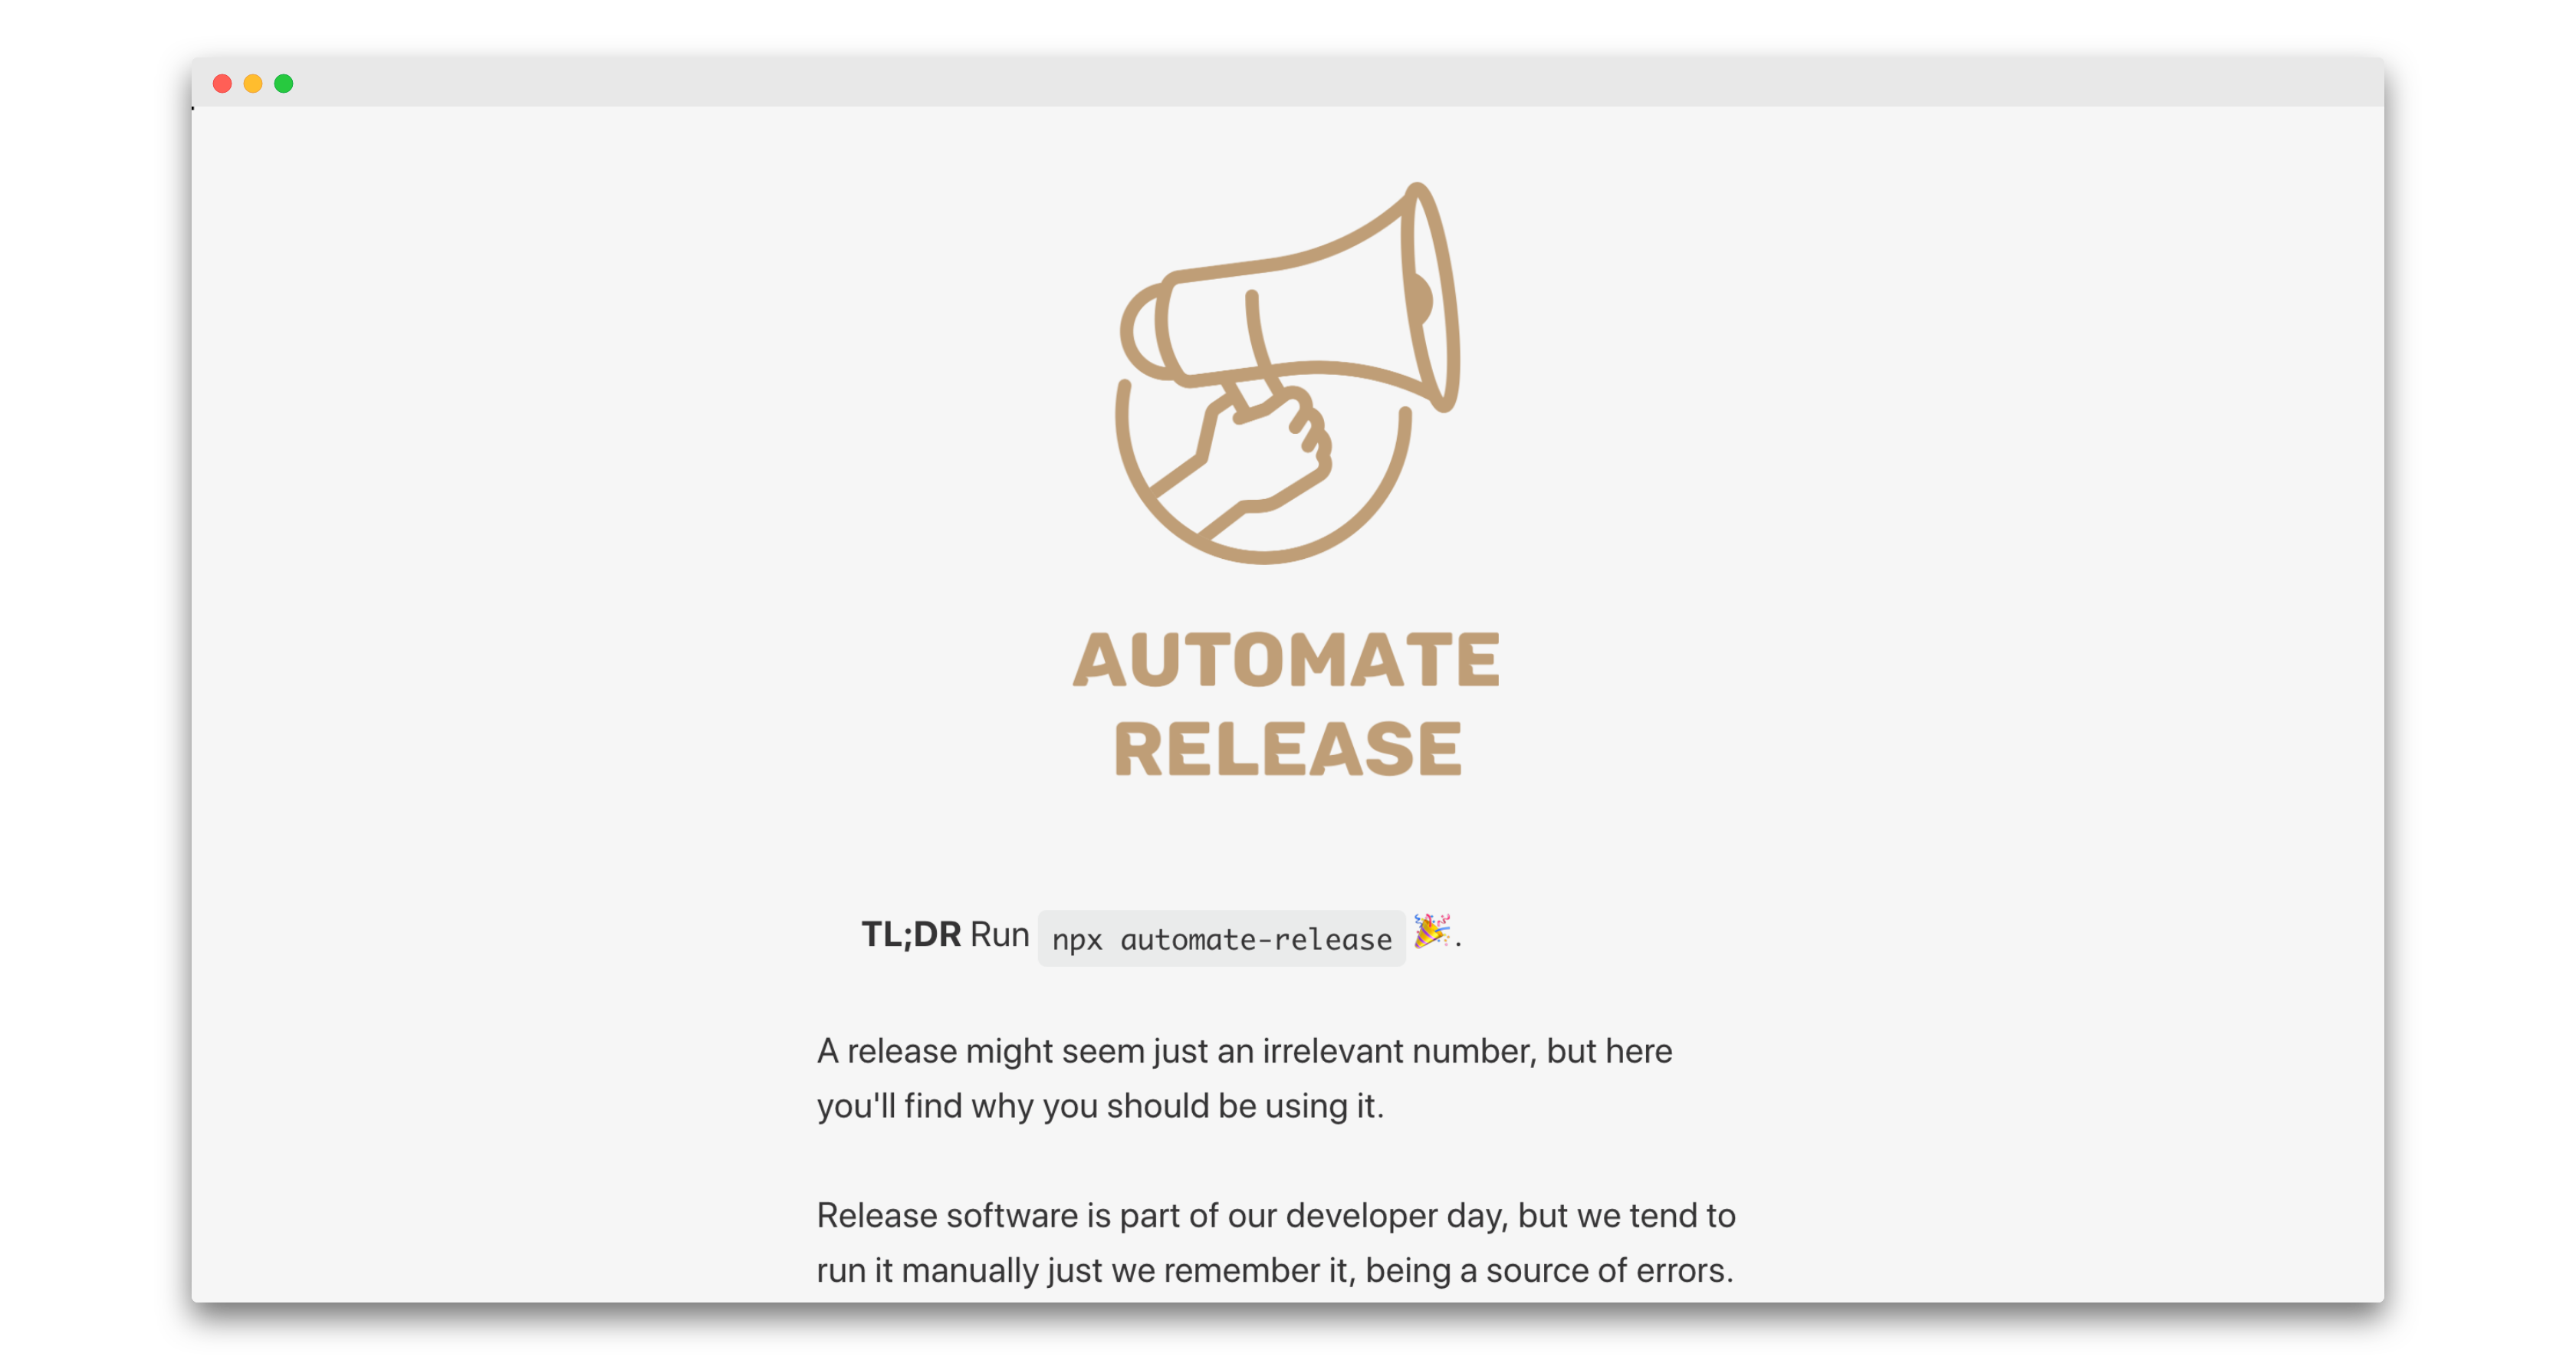 AUTOMATE
RELEASE
TL;DR Run npx automate-release 🎉.
A release might seem just an irrelevant number, but here
you'll find why you should be using it.
Release software is part of our developer day, but we tend to
run it manually just we remember it, being a source of errors.